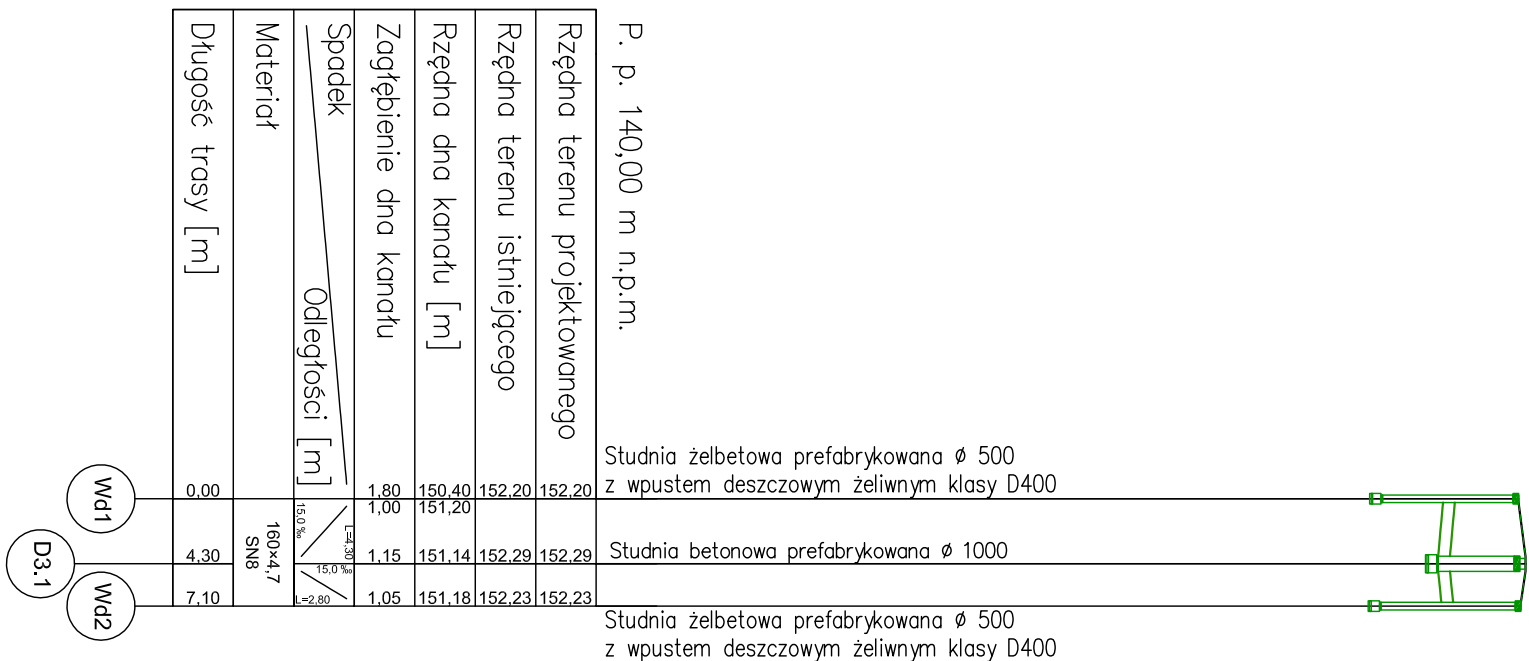 P. p. 140,00 m n.p.m.
Rzędna terenu projektowanego
152,20
152,29
152,23
Rzędna terenu istniejącego
152,20
152,29
152,23
Rzędna dna kanału [m]
150,40
151,20
151,14
151,18
Zagłębienie dna kanału
1,80
1,00
1,15
1,05
Spadek
Odległości [m]
15,0 ‰
L=4,30
15,0 ‰
L=2,80
Materiał
160×4,7
SN8
Długość trasy [m]
0,00
4,30
7,10
Wd1
D3.1
Wd2
Studnia żelbetowa prefabrykowana ø 500
z wpustem deszczowym żeliwnym klasy D400
Studnia betonowa prefabrykowana ø 1000
Studnia żelbetowa prefabrykowana ø 500
z wpustem deszczowym żeliwnym klasy D400